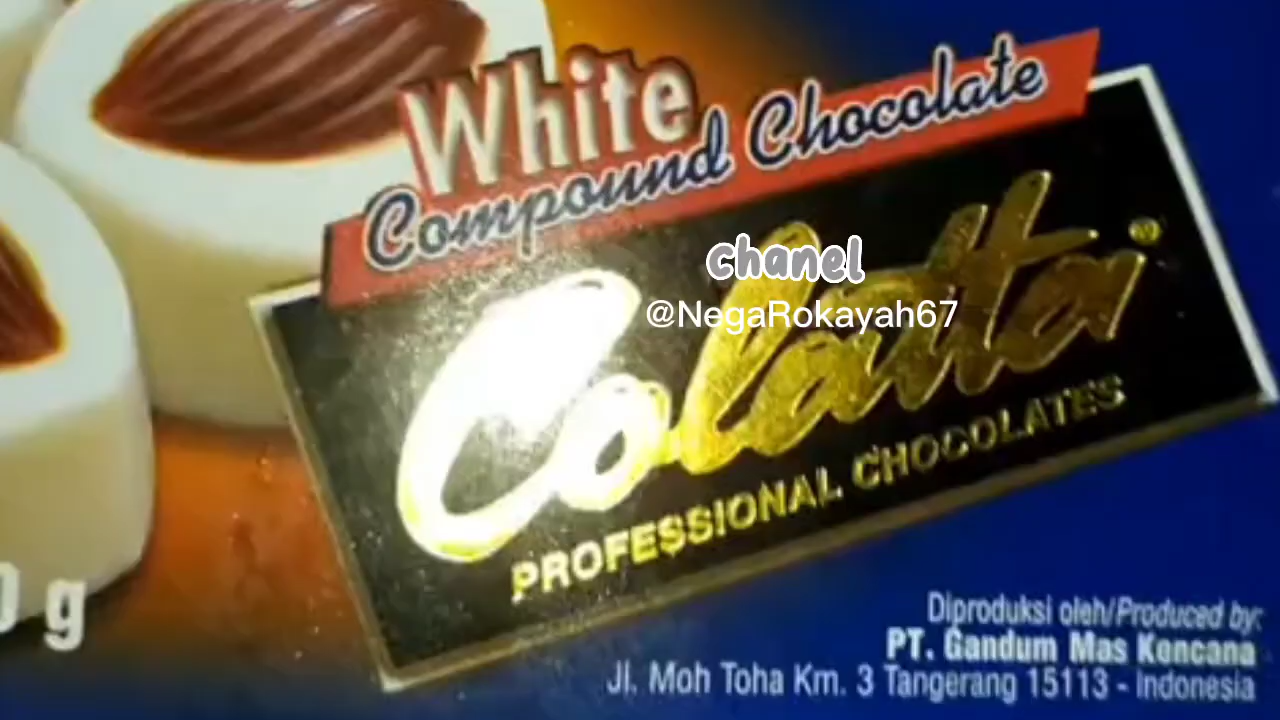 White
Compound Chocolate
chanel
@NegaRokayah67
Colatta®
PROFESSIONAL CHOCOLATES
0 g
Diproduksi oleh/Produced by:
PT. Gandum Mas Kencana
Jl. Moh Toha Km. 3 Tangerang 15113 - Indonesia